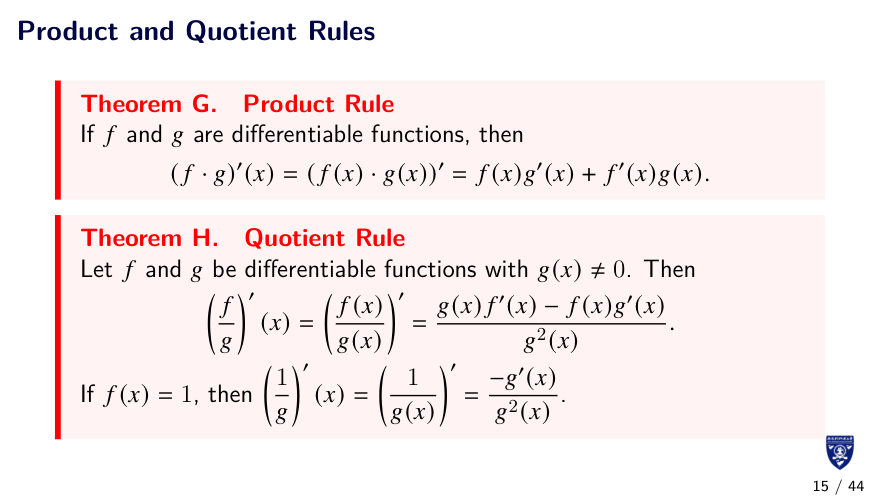 Product and Quotient Rules
Theorem G. Product Rule
If f and g are differentiable functions, then
(f · g)′(x) = (f(x) · g(x))′ = f(x)g′(x) + f′(x)g(x).
Theorem H. Quotient Rule
Let f and g be differentiable functions with g(x) ≠ 0. Then
(f/g)′(x) = (f(x)/g(x))′ = (g(x)f′(x) − f(x)g′(x))/g²(x).
If f(x) = 1, then (1/g)′(x) = (1/g(x))′ = −g′(x)/g²(x).
15 / 44